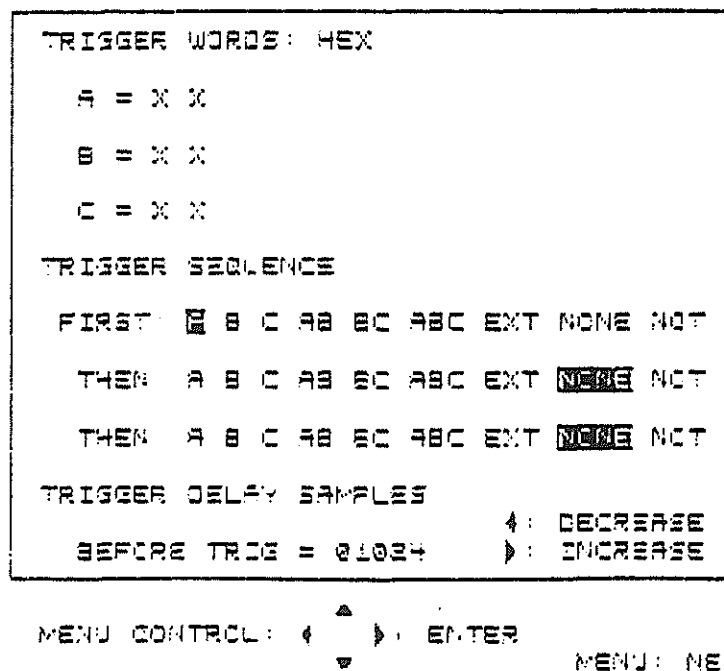 TRIGGER WORDS: HEX
A = X X
B = X X
C = X X
TRIGGER SEQUENCE
FIRST: A B C AB BC ABC EXT NONE NOT
THEN A B C AB BC ABC EXT NONE NOT
THEN A B C AB BC ABC EXT NONE NOT
TRIGGER DELAY SAMPLES
◀: DECREASE
BEFORE TRIG = 01024 ▶: INCREASE
MENU CONTROL: ▲ ◀ ▶ ▼, ENTER
MENU: NE